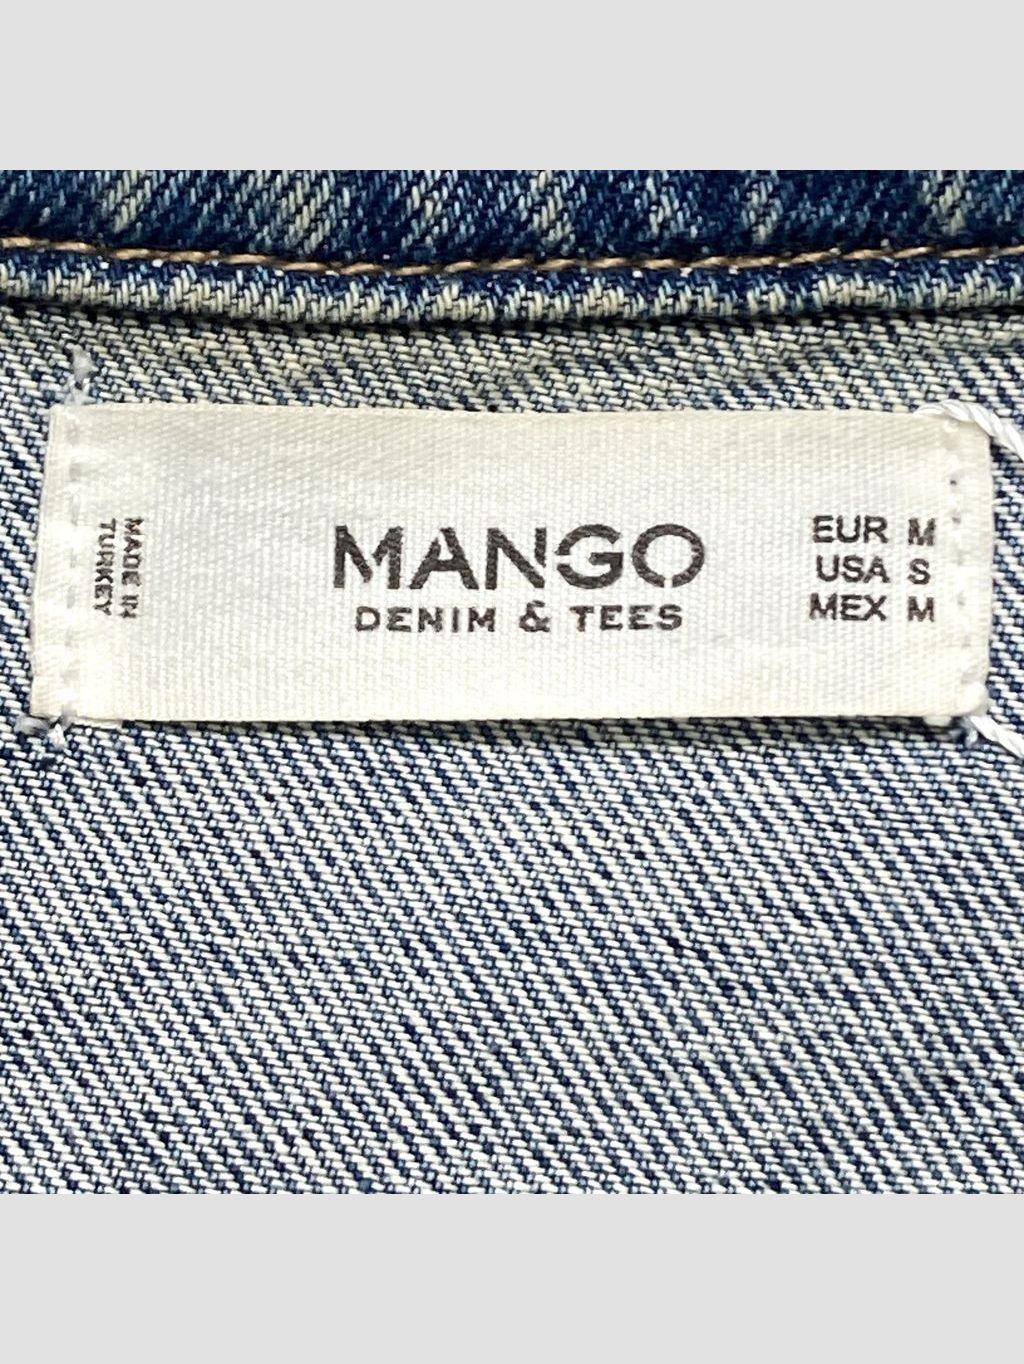 MADE IN
TURKEY
MANGO
DENIM & TEES
EUR M
USA S
MEX M